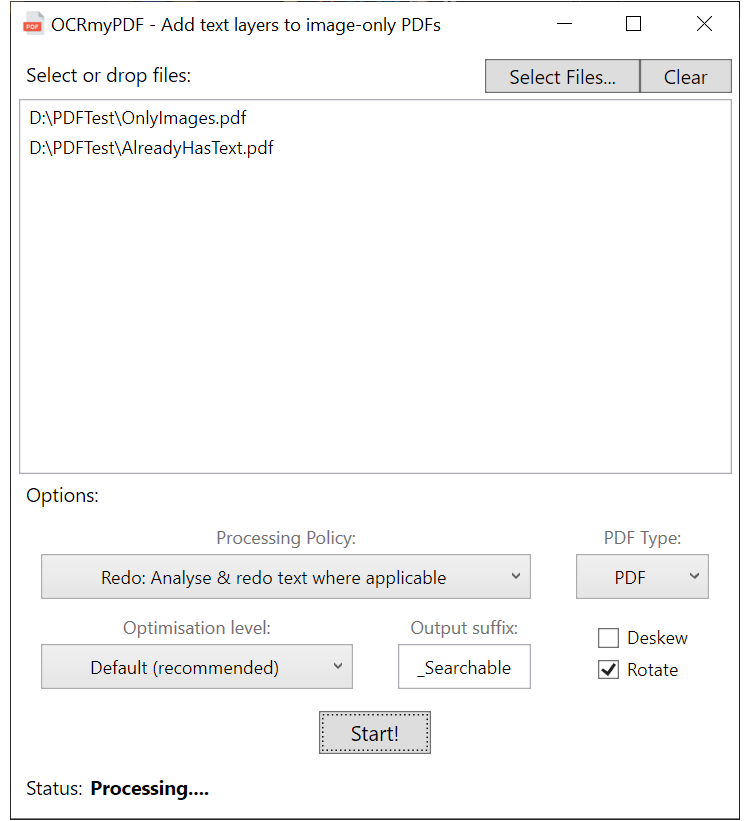 PDF
OCRmyPDF - Add text layers to image-only PDFs
Select or drop files:
Select Files...
Clear
D:\PDFTest\OnlyImages.pdf
D:\PDFTest\AlreadyHasText.pdf
Options:
Processing Policy:
PDF Type:
Redo: Analyse & redo text where applicable
PDF
Optimisation level:
Output suffix:
Default (recommended)
_Searchable
Deskew
Rotate
Start!
Status: Processing....